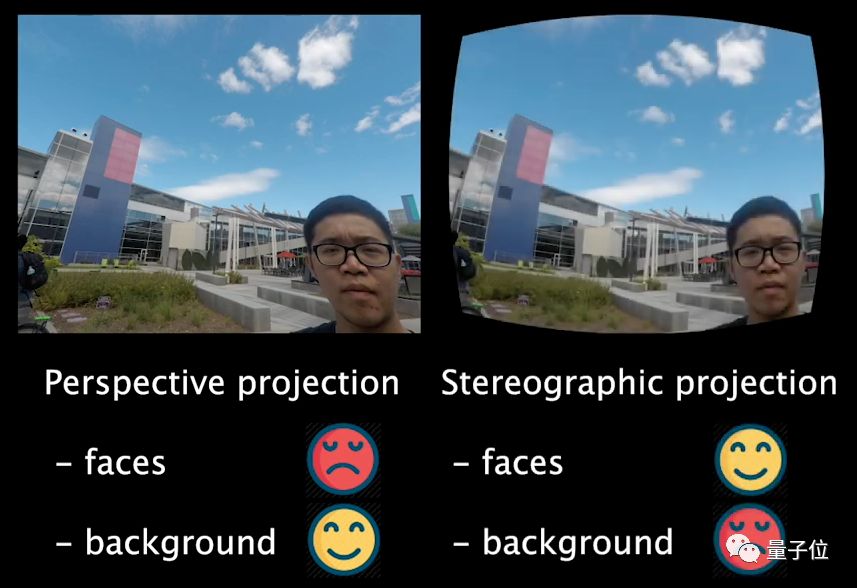 Perspective projection
Stereographic projection
– faces
– faces
– background
– background
量子位